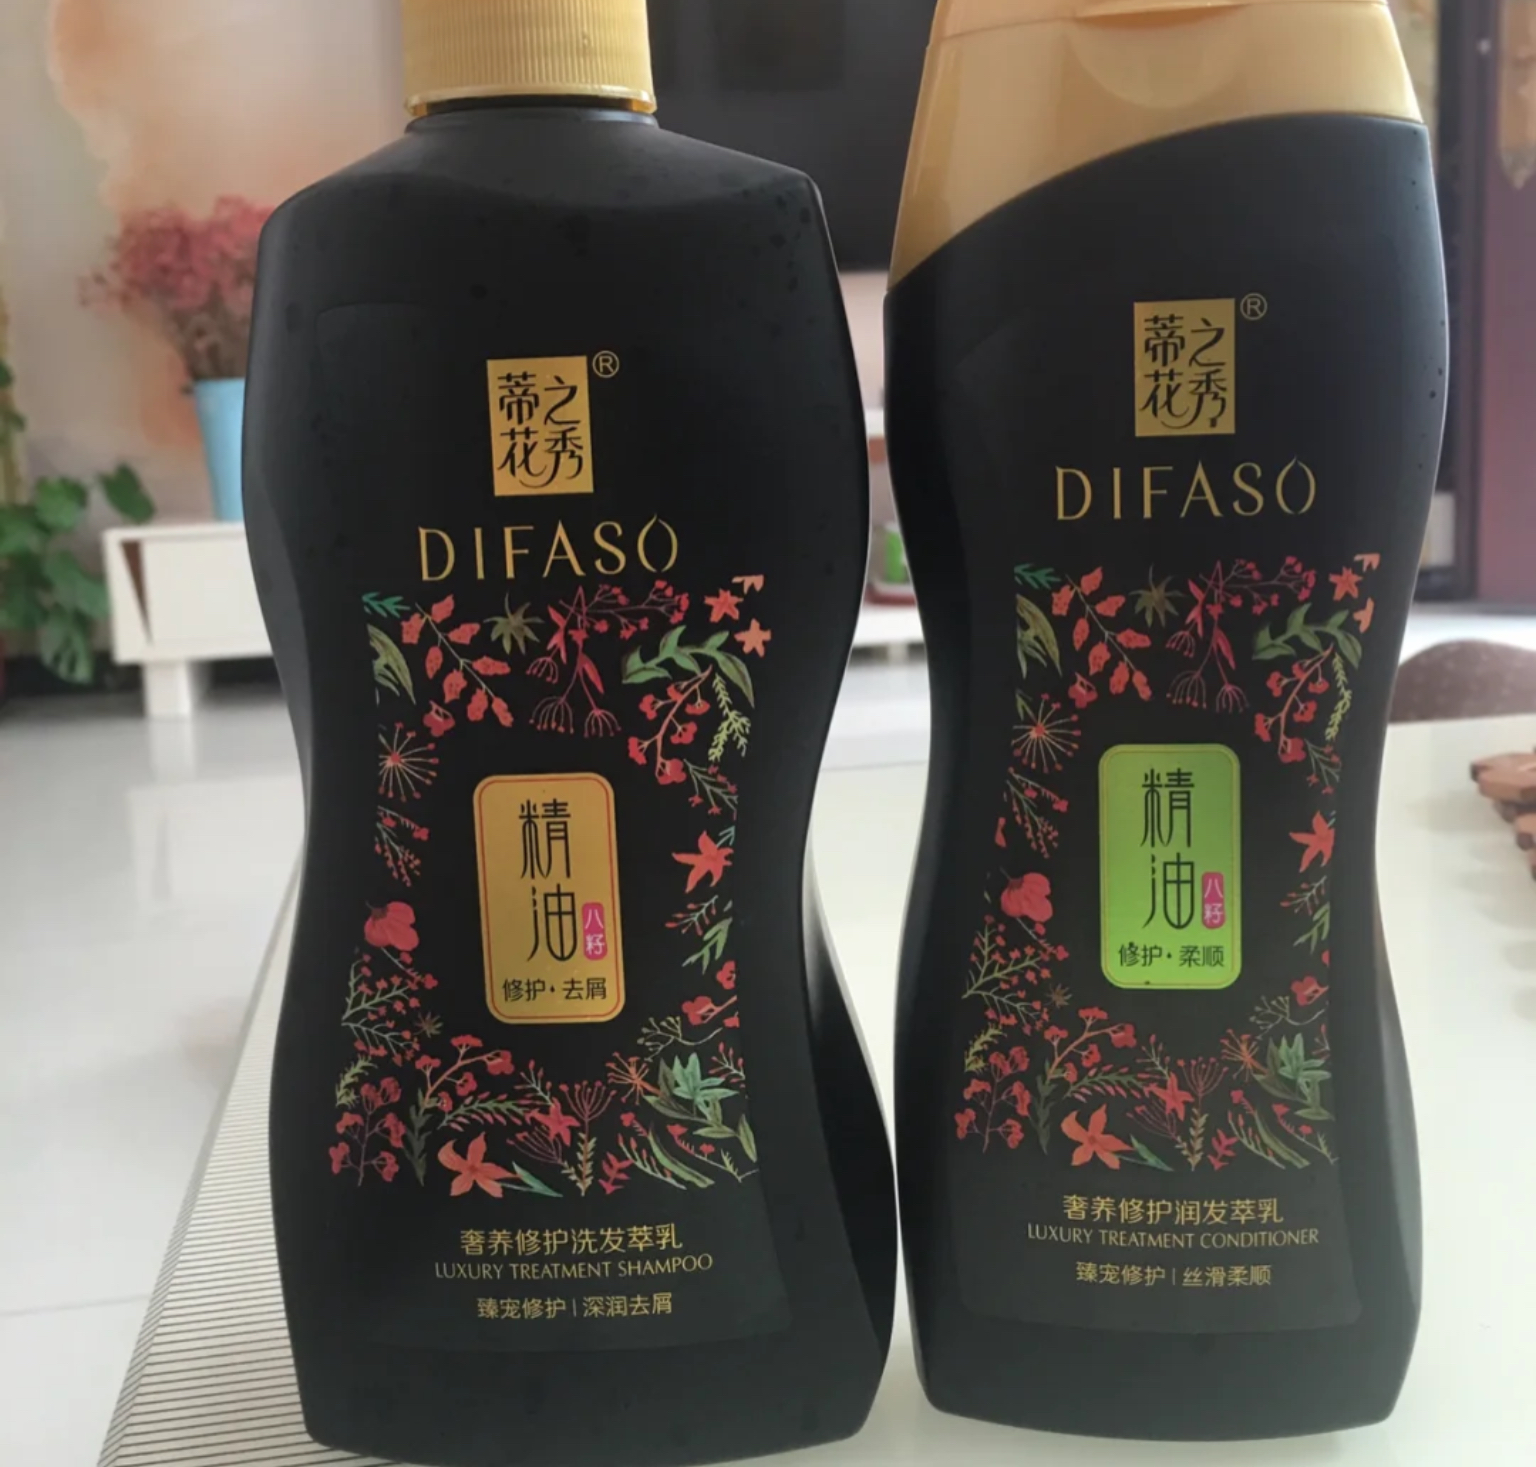 蒂之
花秀
®
DIFASO
精油
八籽
修护·去屑
奢养修护洗发萃乳
LUXURY TREATMENT SHAMPOO
臻宠修护|深润去屑
蒂之
花秀
®
DIFASO
精油
八籽
修护·柔顺
奢养修护润发萃乳
LUXURY TREATMENT CONDITIONER
臻宠修护|丝滑柔顺